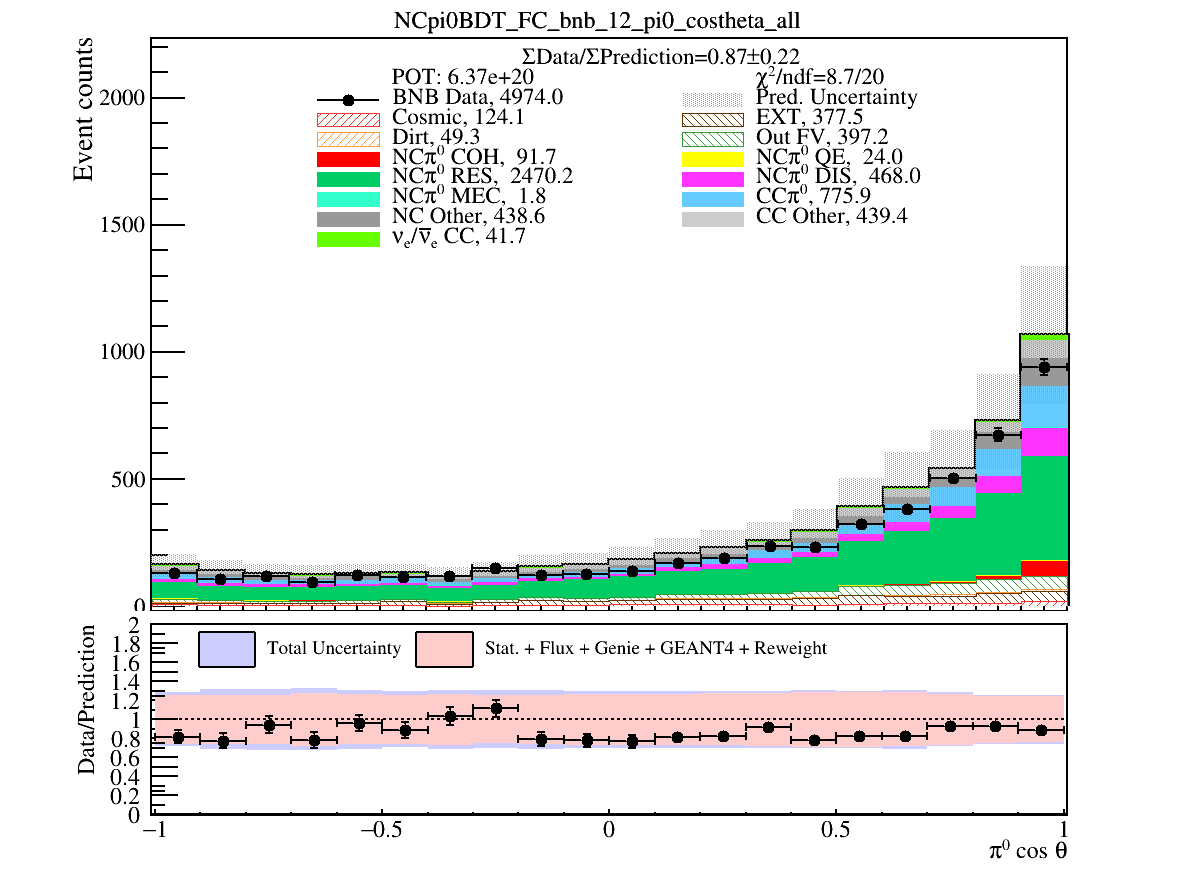 NCpi0BDT_FC_bnb_12_pi0_costheta_all
ΣData/ΣPrediction=0.87±0.22
POT: 6.37e+20
χ²/ndf=8.7/20
BNB Data, 4974.0
Pred. Uncertainty
Cosmic, 124.1
EXT, 377.5
Dirt, 49.3
Out FV, 397.2
NCπ⁰ COH, 91.7
NCπ⁰ QE, 24.0
NCπ⁰ RES, 2470.2
NCπ⁰ DIS, 468.0
NCπ⁰ MEC, 1.8
CCπ⁰, 775.9
NC Other, 438.6
CC Other, 439.4
νₑ/ν̅ₑ CC, 41.7
Event counts
2000
1500
1000
500
0
Total Uncertainty
Stat. + Flux + Genie + GEANT4 + Reweight
Data/Prediction
2
1.8
1.6
1.4
1.2
1
0.8
0.6
0.4
0.2
0
−1
−0.5
0
0.5
1
π⁰ cos θ